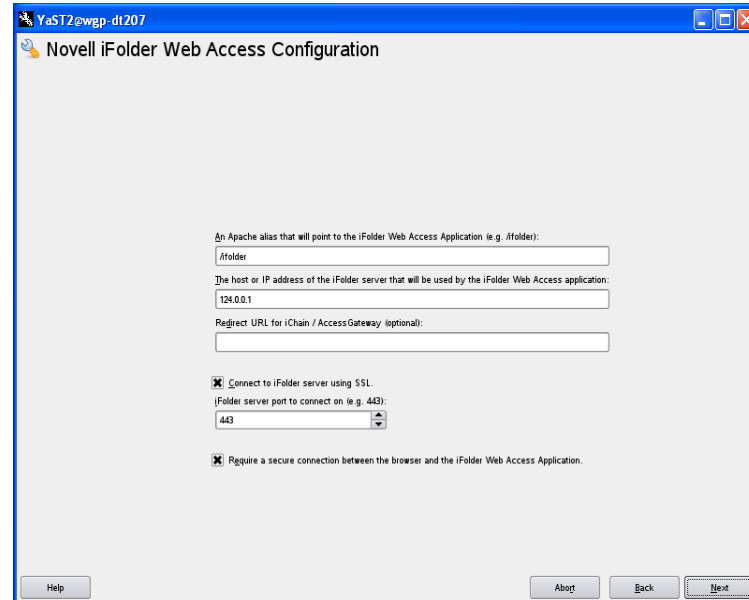 YaST2@wgp-dt207
Novell iFolder Web Access Configuration
An Apache alias that will point to the iFolder Web Access Application (e.g. /ifolder):
/ifolder
The host or IP address of the iFolder server that will be used by the iFolder Web Access application:
124.0.0.1
Redirect URL for iChain / AccessGateway (optional):
Connect to iFolder server using SSL.
iFolder server port to connect on (e.g. 443):
443
Require a secure connection between the browser and the iFolder Web Access Application.
Help Abort Back Next